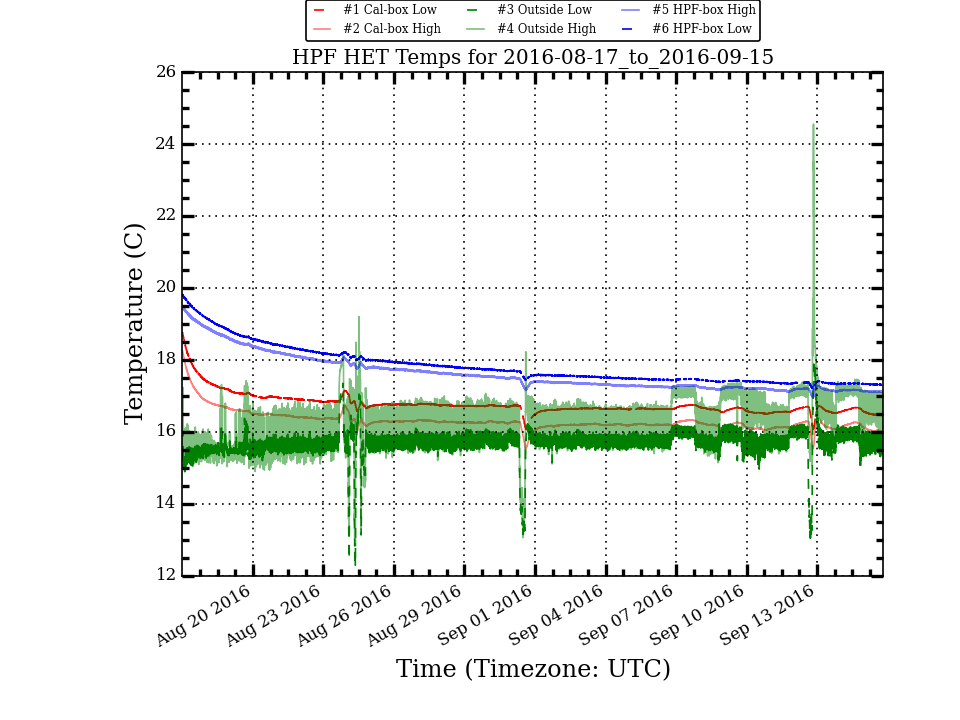 #1 Cal-box Low #3 Outside Low #5 HPF-box High
#2 Cal-box High #4 Outside High #6 HPF-box Low
HPF HET Temps for 2016-08-17_to_2016-09-15
26
24
22
20
18
16
14
12
Temperature (C)
Aug 20 2016
Aug 23 2016
Aug 26 2016
Aug 29 2016
Sep 01 2016
Sep 04 2016
Sep 07 2016
Sep 10 2016
Sep 13 2016
Time (Timezone: UTC)